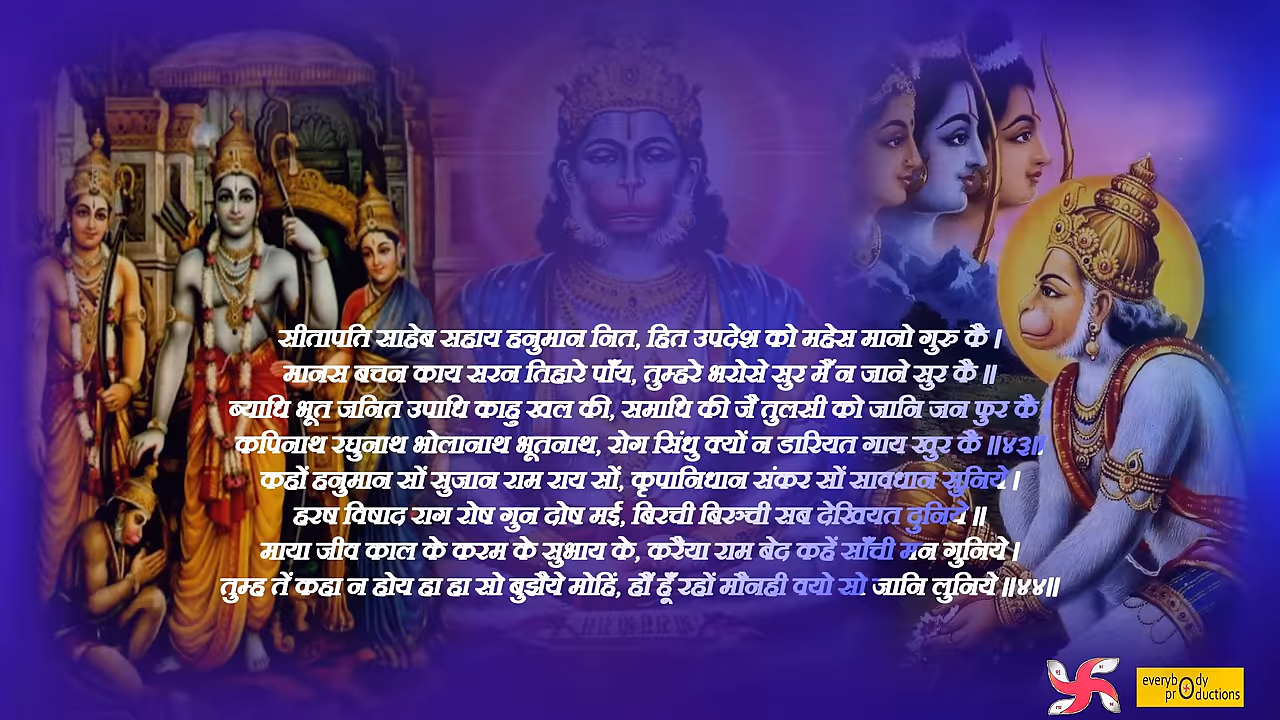 सीतापति साहेब सहाय हनुमान नित, हित उपदेश को महेस मानो गुरु कै।
मानस बचन काय सरन तिहारे पाँय, तुम्हरे भरोसे सुर मैं न जाने सुर कै॥
ब्याधि भूत जनित उपाधि काहु खल की, समाधि की जै तुलसी को जानि जन फुर कै।
कपिनाथ रघुनाथ भोलानाथ भूतनाथ, रोग सिंधु क्यों न डारियत गाय खुर कै॥४३॥
कहों हनुमान सों सुजान राम राय सों, कृपानिधान संकर सों सावधान सुनिये।
हरष विषाद राग रोष गुन दोष मई, बिरची बिरञ्ची सब देखियत दुनिये॥
माया जीव काल के करम के सुभाय के, करैया राम बेद कहें साँची मन गुनिये।
तुम्ह तें कहा न होय हा हा सो बुझैये मोहिं, हौं हूँ रहों मौनही वयो सो जानि लुनिये॥४४॥
everybody
productions